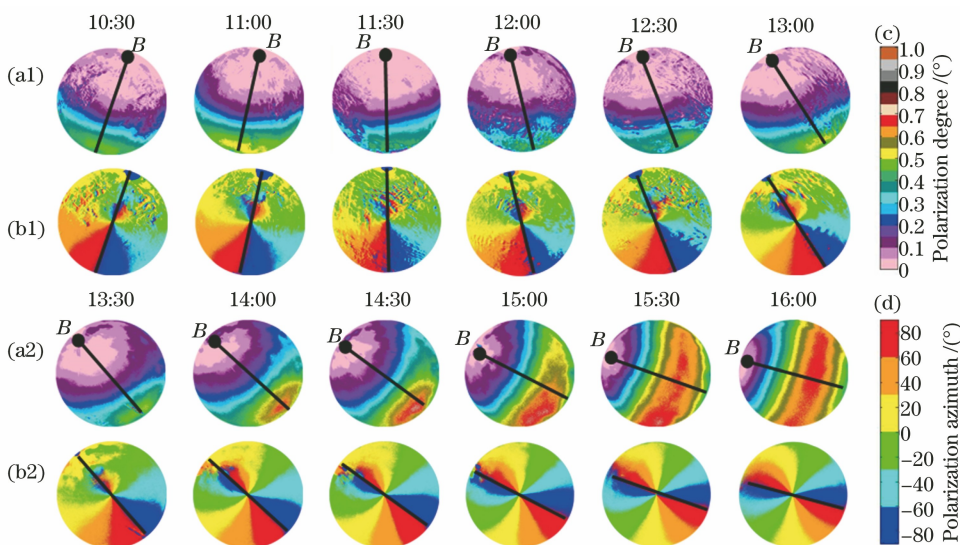 10:30 11:00 11:30 12:00 12:30 13:00 (c)
B B B B B B
(a1)
(b1)
1.0
0.9
0.8
0.7
0.6
0.5
0.4
0.3
0.2
0.1
0
Polarization degree /(°)
13:30 14:00 14:30 15:00 15:30 16:00 (d)
B B B B B B
(a2)
(b2)
80
60
40
20
0
−20
−40
−60
−80
Polarization azimuth /(°)